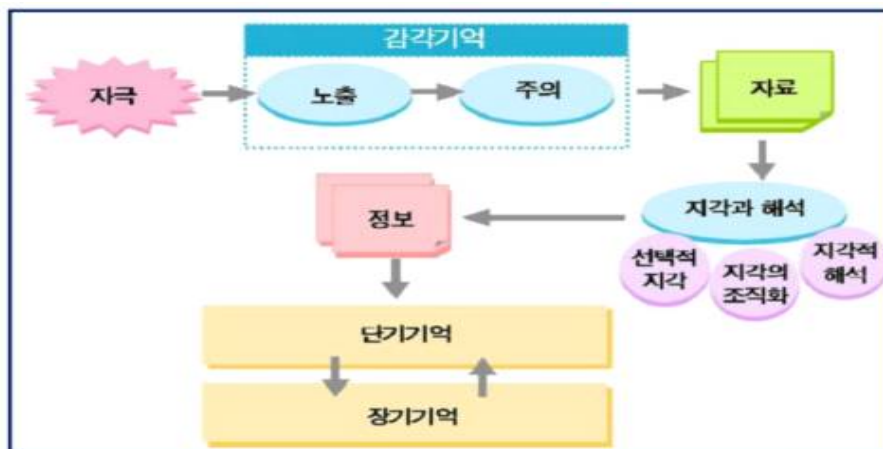 감각기억
자극
노출
주의
자료
지각과 해석
선택적
지각
지각의
조직화
지각적
해석
정보
단기기억
장기기억